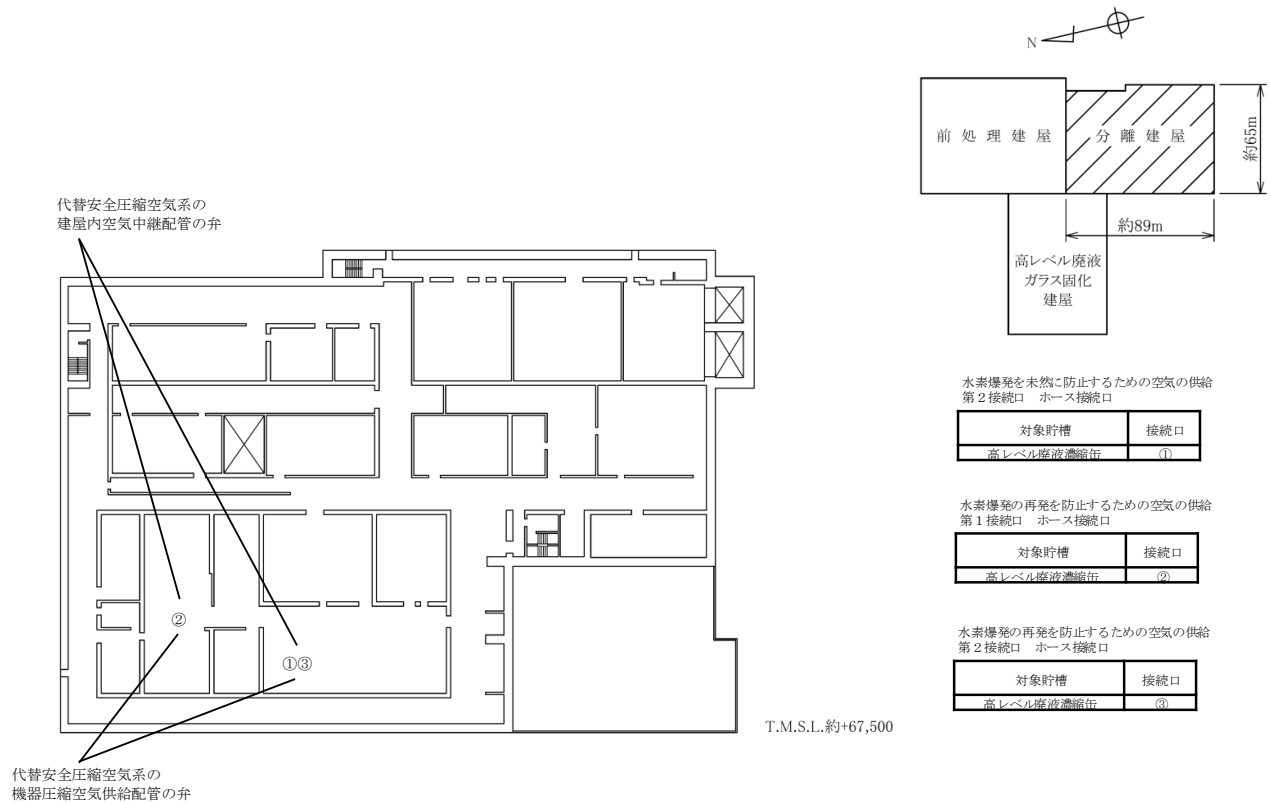 N
前処理建屋
分離建屋
約65m
約89m
高レベル廃液
ガラス固化
建屋
代替安全圧縮空気系の
建屋内空気中継配管の弁
②
①③
代替安全圧縮空気系の
機器圧縮空気供給配管の弁
T.M.S.L.約+67,500
水素爆発を未然に防止するための空気の供給
第2接続口 ホース接続口
対象貯槽 接続口
高レベル廃液濃縮缶 ①
水素爆発の再発を防止するための空気の供給
第1接続口 ホース接続口
対象貯槽 接続口
高レベル廃液濃縮缶 ②
水素爆発の再発を防止するための空気の供給
第2接続口 ホース接続口
対象貯槽 接続口
高レベル廃液濃縮缶 ③